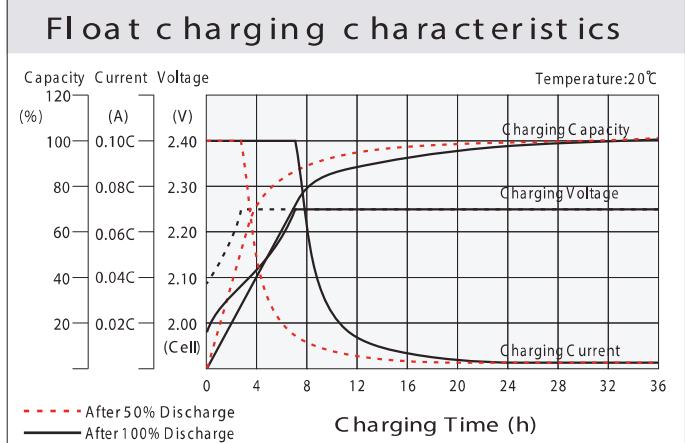 Float charging characteristics
Capacity Current Voltage
Temperature:20℃
120
(%) (A) (V)
100 0.10C 2.40
Charging Capacity
80 0.08C 2.30
Charging Voltage
60 0.06C 2.20
40 0.04C 2.10
20 0.02C 2.00
(Cell)
Charging Current
0 4 8 12 16 20 24 28 32 36
After 50% Discharge
After 100% Discharge
Charging Time (h)